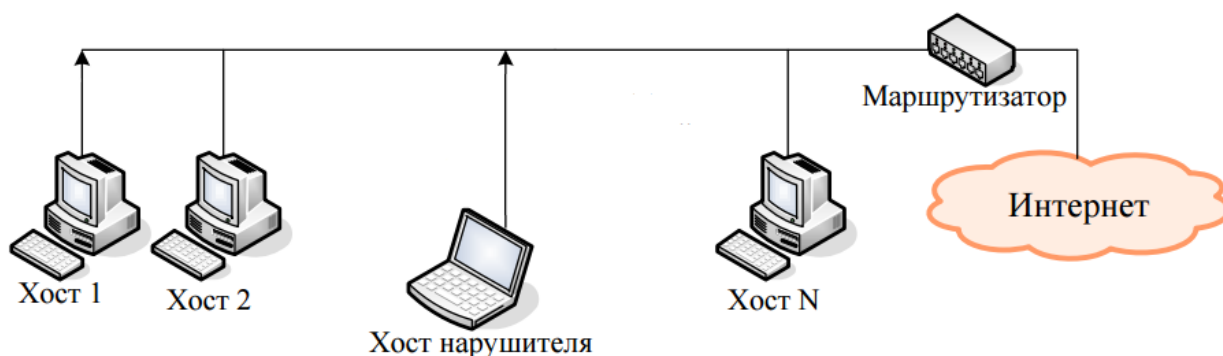 Маршрутизатор
Интернет
Хост 1
Хост 2
Хост N
Хост нарушителя